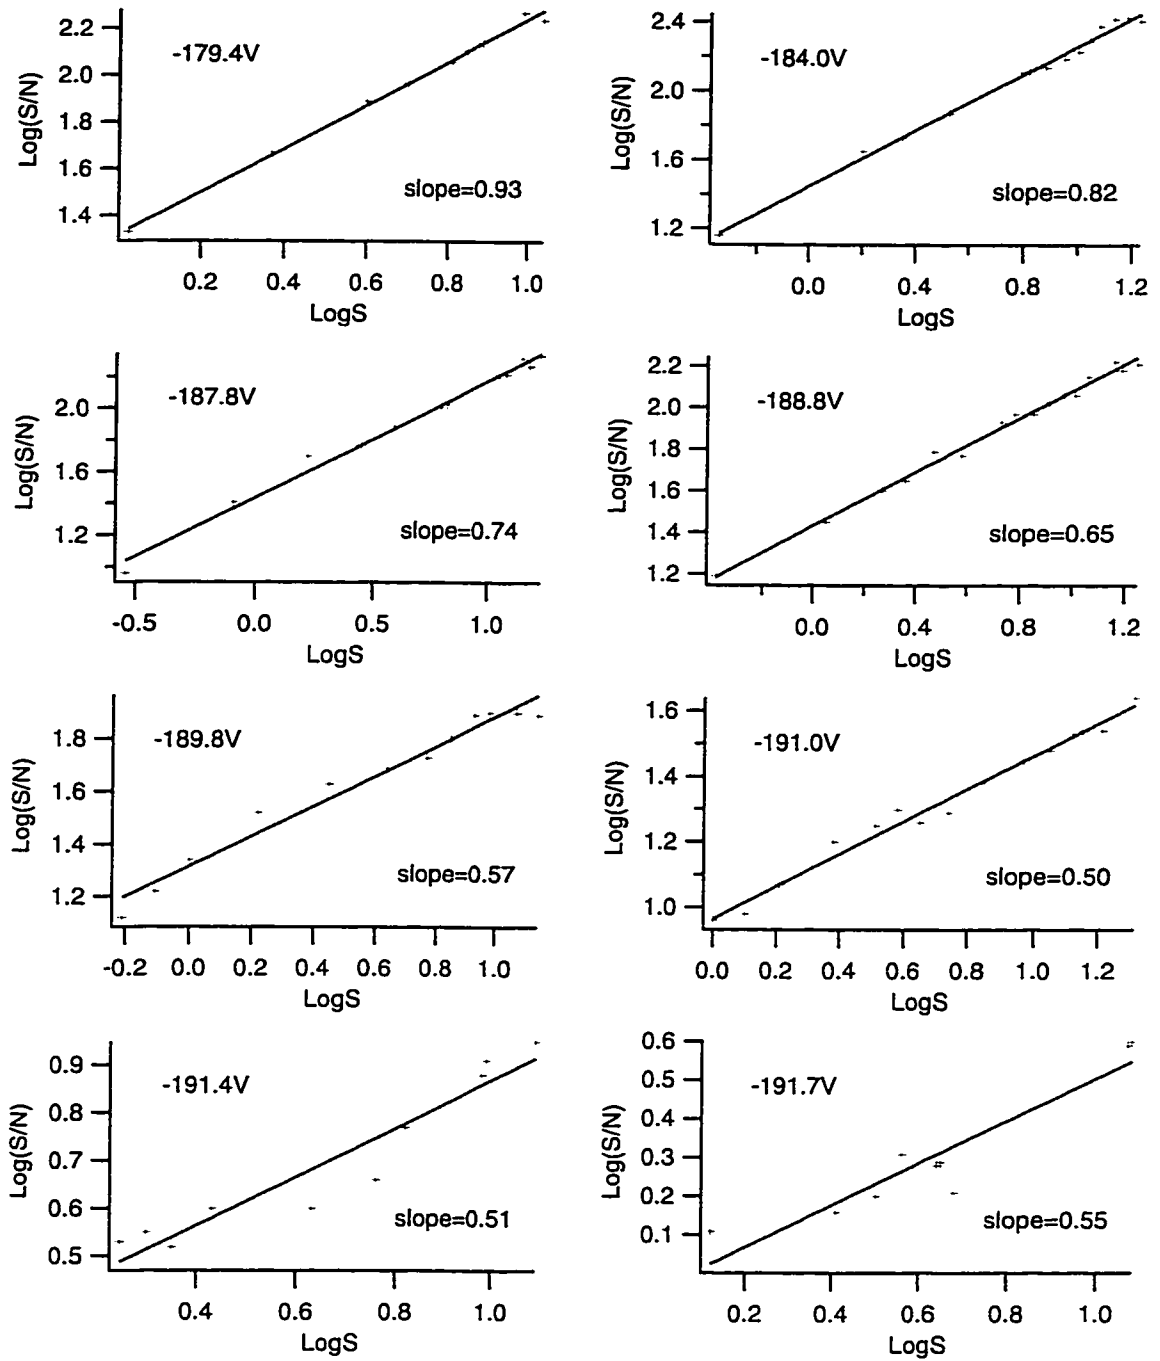 2.2
2.0
1.8
1.6
1.4
Log(S/N)
-179.4V
slope=0.93
0.2 0.4 0.6 0.8 1.0
LogS
2.4
2.0
1.6
1.2
Log(S/N)
-184.0V
slope=0.82
0.0 0.4 0.8 1.2
LogS
2.0
1.6
1.2
Log(S/N)
-187.8V
slope=0.74
-0.5 0.0 0.5 1.0
LogS
2.2
2.0
1.8
1.6
1.4
1.2
Log(S/N)
-188.8V
slope=0.65
0.0 0.4 0.8 1.2
LogS
1.8
1.6
1.4
1.2
Log(S/N)
-189.8V
slope=0.57
-0.2 0.0 0.2 0.4 0.6 0.8 1.0
LogS
1.6
1.4
1.2
1.0
Log(S/N)
-191.0V
slope=0.50
0.0 0.2 0.4 0.6 0.8 1.0 1.2
LogS
0.9
0.8
0.7
0.6
0.5
Log(S/N)
-191.4V
slope=0.51
0.4 0.6 0.8 1.0
LogS
0.6
0.5
0.4
0.3
0.2
0.1
Log(S/N)
-191.7V
slope=0.55
0.2 0.4 0.6 0.8 1.0
LogS